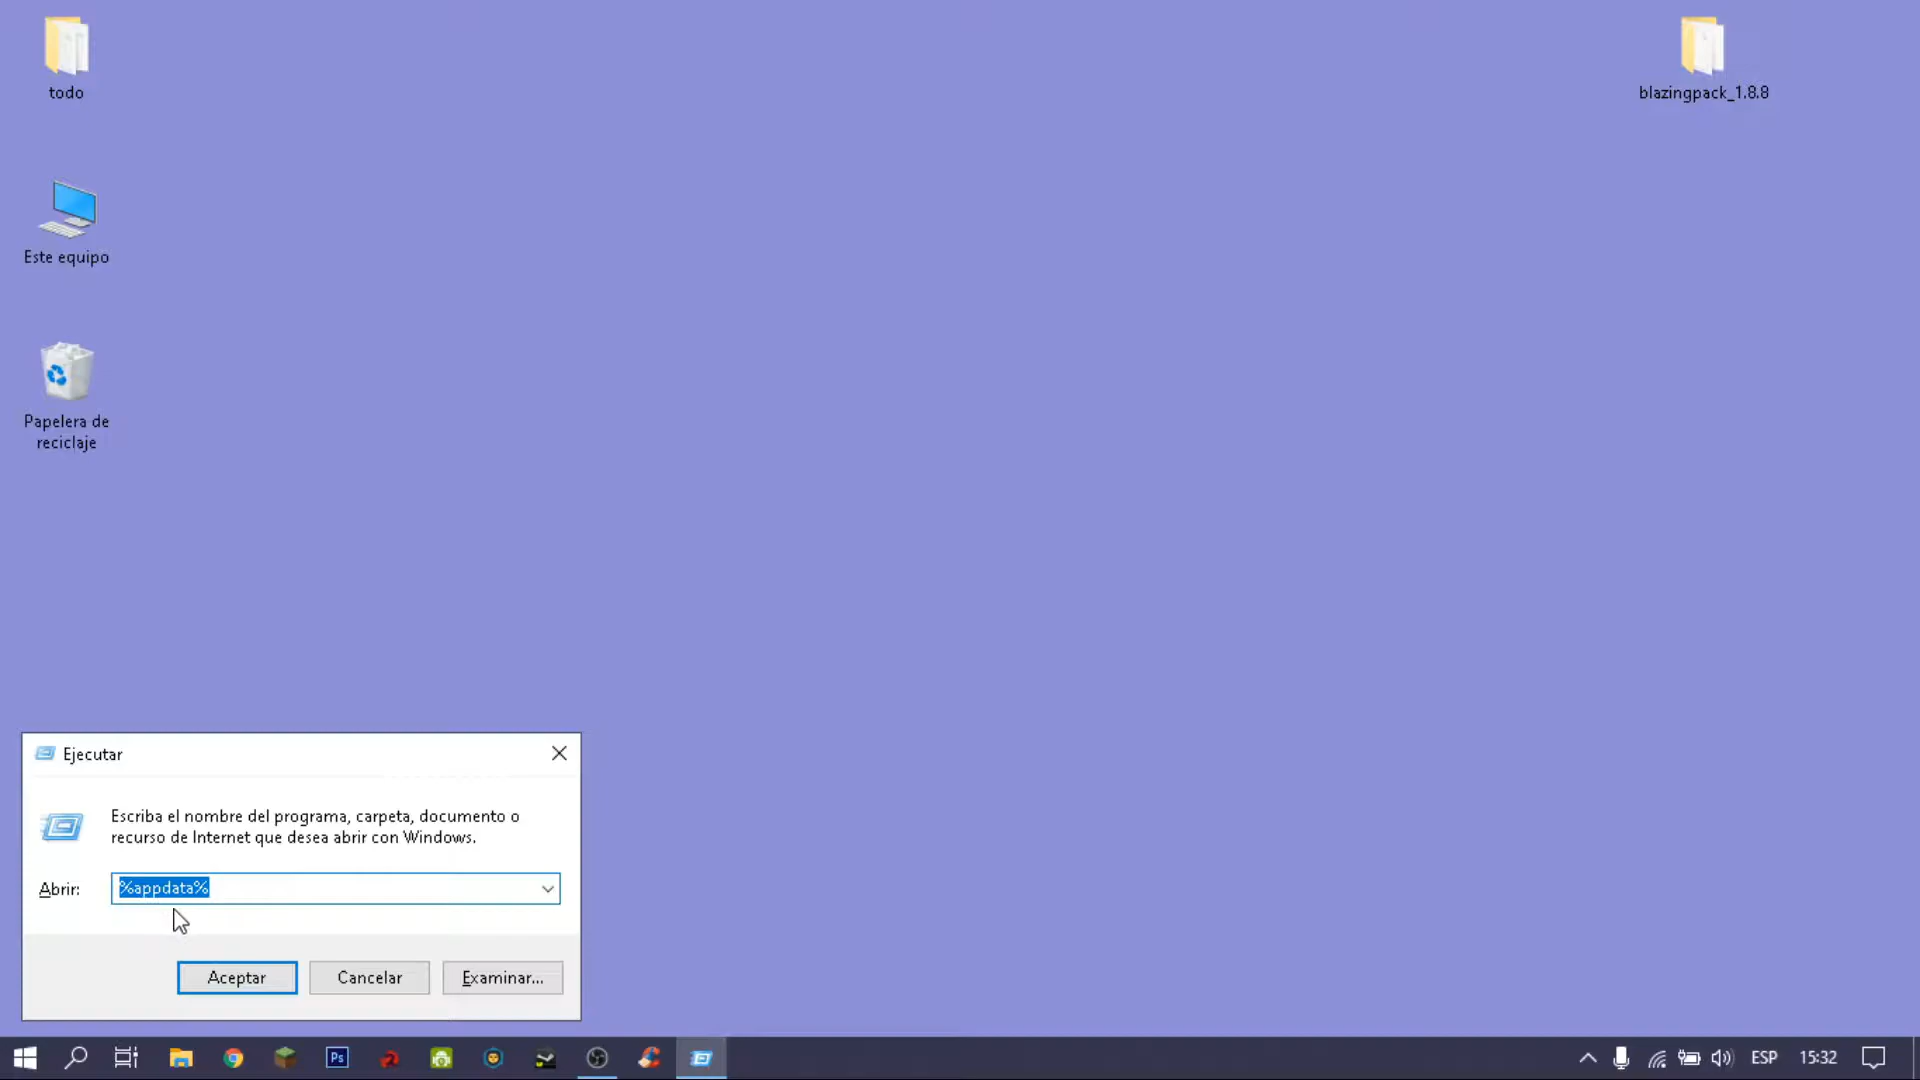 todo
blazingpack_1.8.8
Este equipo
Papelera de
reciclaje
Ejecutar
Escriba el nombre del programa, carpeta, documento o
recurso de Internet que desea abrir con Windows.
Abrir:
%appdata%
Aceptar
Cancelar
Examinar...
Ps
ESP
15:32